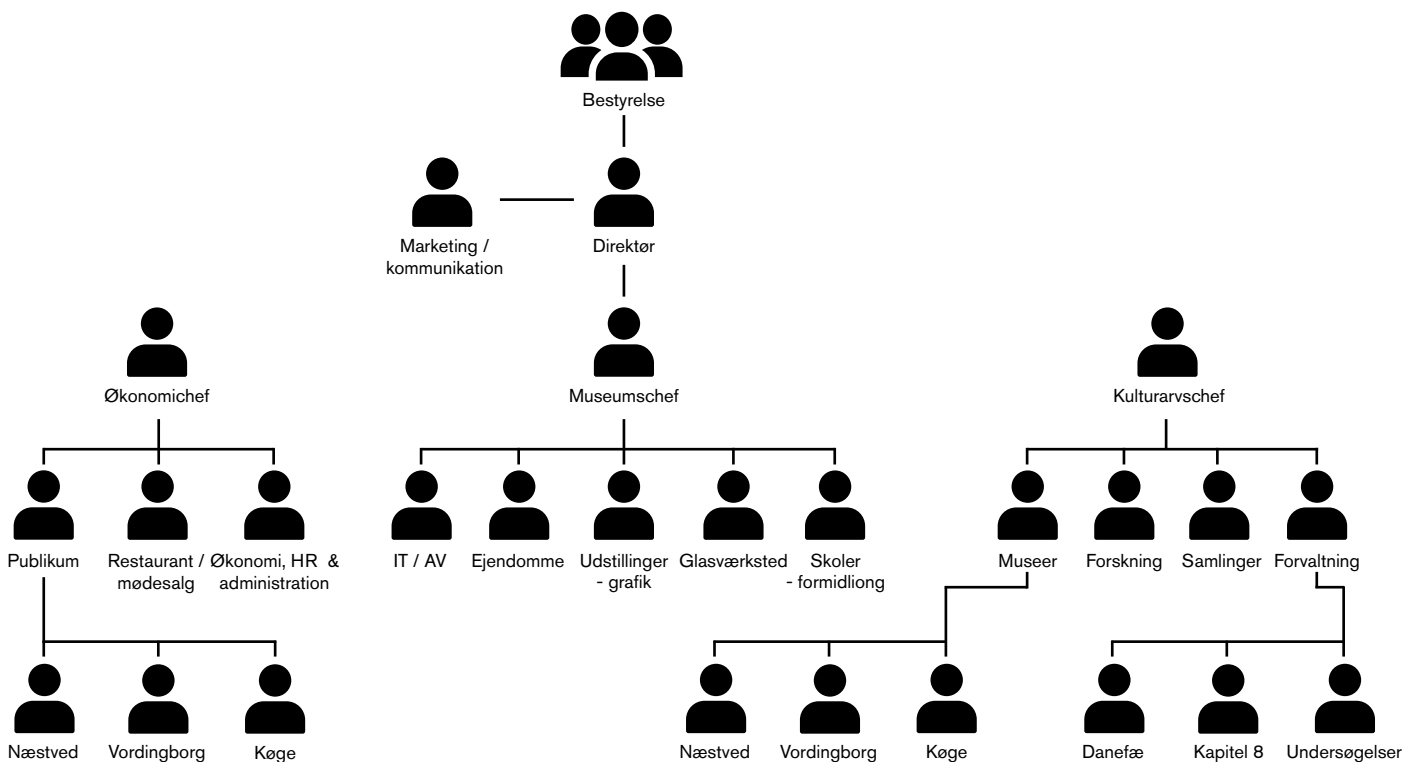 Bestyrelse
Marketing /
kommunikation
Direktør
Økonomichef
Museumschef
Kulturarvschef
Publikum
Restaurant /
mødesalg
Økonomi, HR &
administration
IT / AV
Ejendomme
Udstillinger
- grafik
Glasværksted
Skoler
- formidliong
Museer
Forskning
Samlinger
Forvaltning
Næstved
Vordingborg
Køge
Næstved
Vordingborg
Køge
Danefæ
Kapitel 8
Undersøgelser